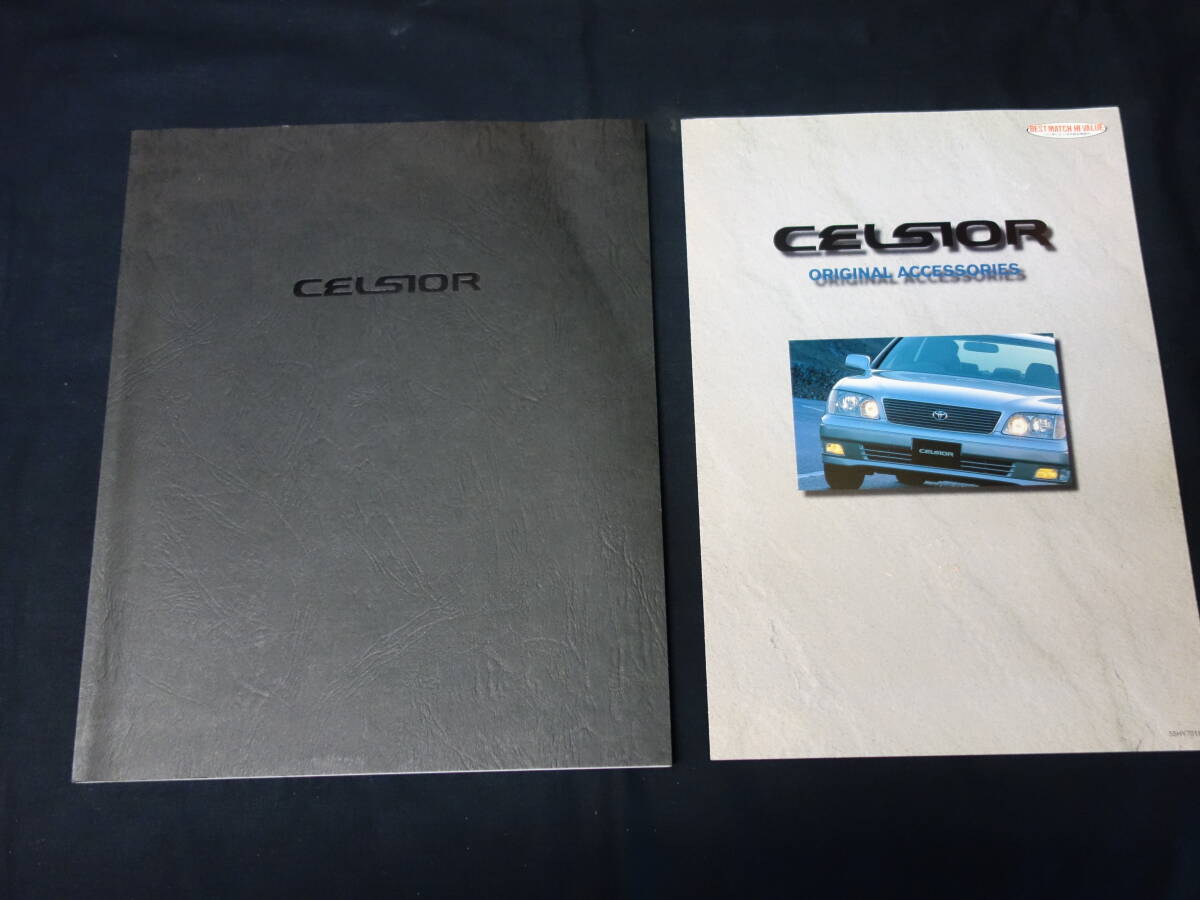 CELSIOR
BEST MATCH HI-VALUE
CELSIOR
ORIGINAL ACCESSORIES
CELSIOR